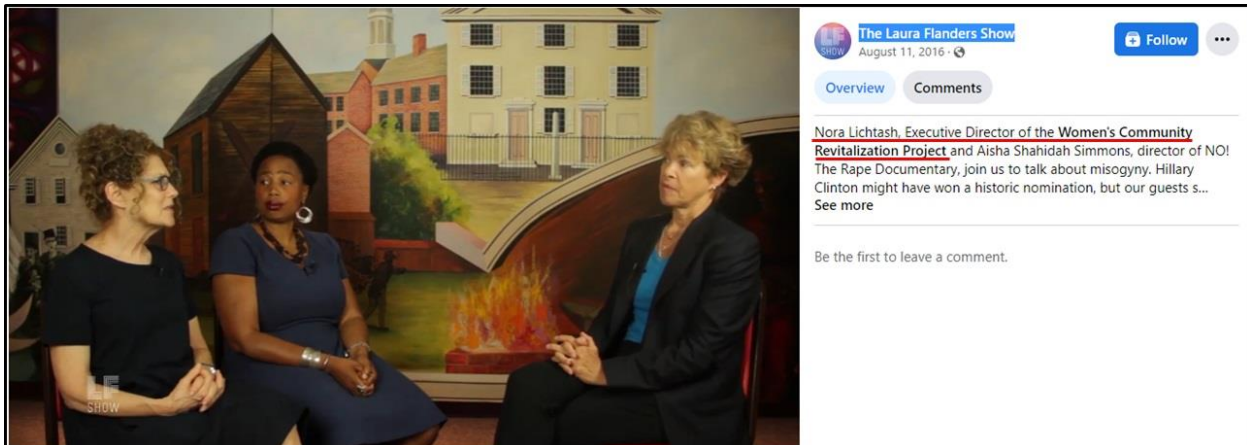 LF
SHOW
LF
SHOW
The Laura Flanders Show
August 11, 2016 ·
Follow
Overview
Comments
Nora Lichtash, Executive Director of the Women's Community
Revitalization Project and Aisha Shahidah Simmons, director of NO!
The Rape Documentary, join us to talk about misogyny. Hillary
Clinton might have won a historic nomination, but our guests s...
See more
Be the first to leave a comment.